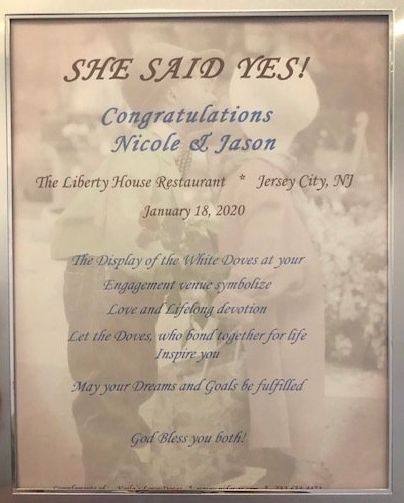 SHE SAID YES!
Congratulations
Nicole & Jason
The Liberty House Restaurant * Jersey City, NJ
January 18, 2020
The Display of the White Doves at your
Engagement venue symbolize
Love and Lifelong devotion
Let the Doves, who bond together for life
Inspire you
May your Dreams and Goals be fulfilled
God Bless you both!